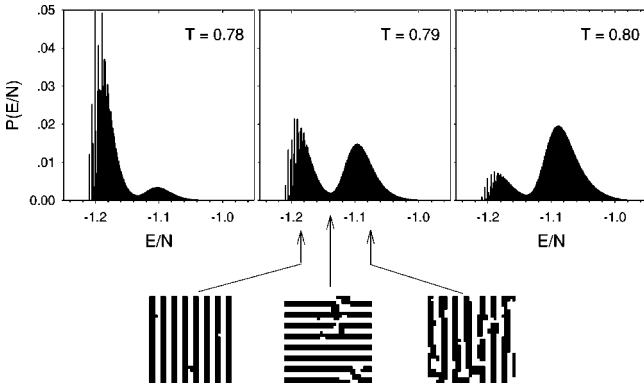 .05
.04
.03
.02
.01
0.00
P(E/N)
T = 0.78
T = 0.79
T = 0.80
-1.2 -1.1 -1.0
-1.2 -1.1 -1.0
-1.2 -1.1 -1.0
E/N
E/N
E/N